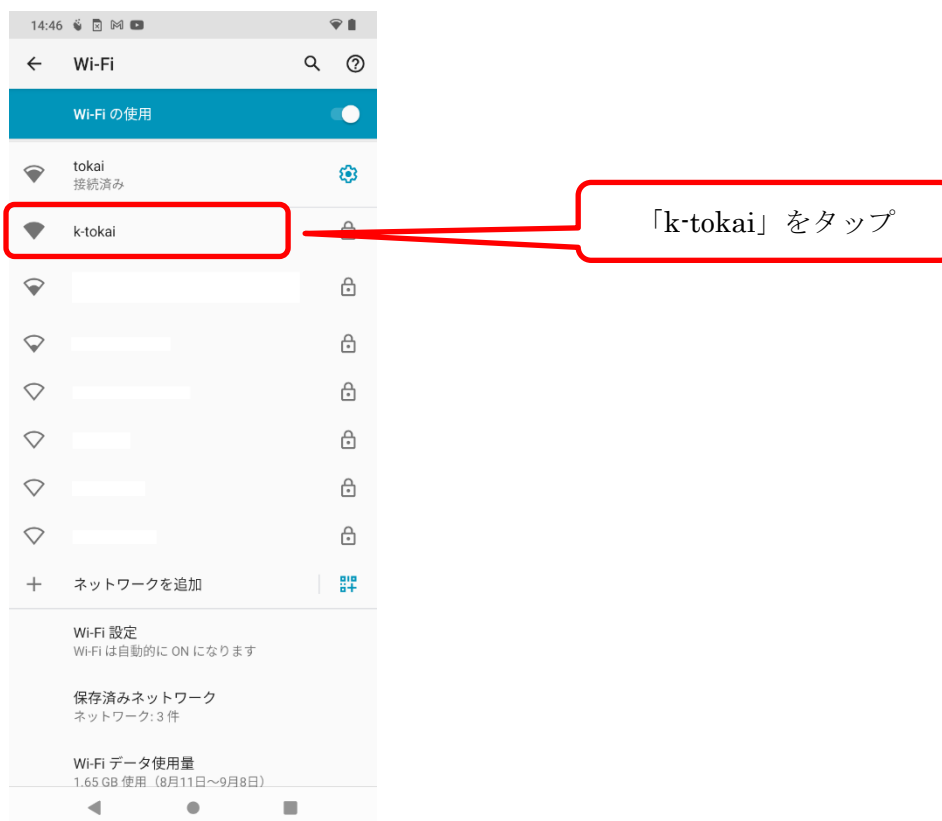 14:46
Wi-Fi
Wi-Fi の使用
tokai
接続済み
k-tokai
「k-tokai」をタップ
ネットワークを追加
Wi-Fi 設定
Wi-Fi は自動的に ON になります
保存済みネットワーク
ネットワーク: 3 件
Wi-Fi データ使用量
1.65 GB 使用（8月11日～9月8日）